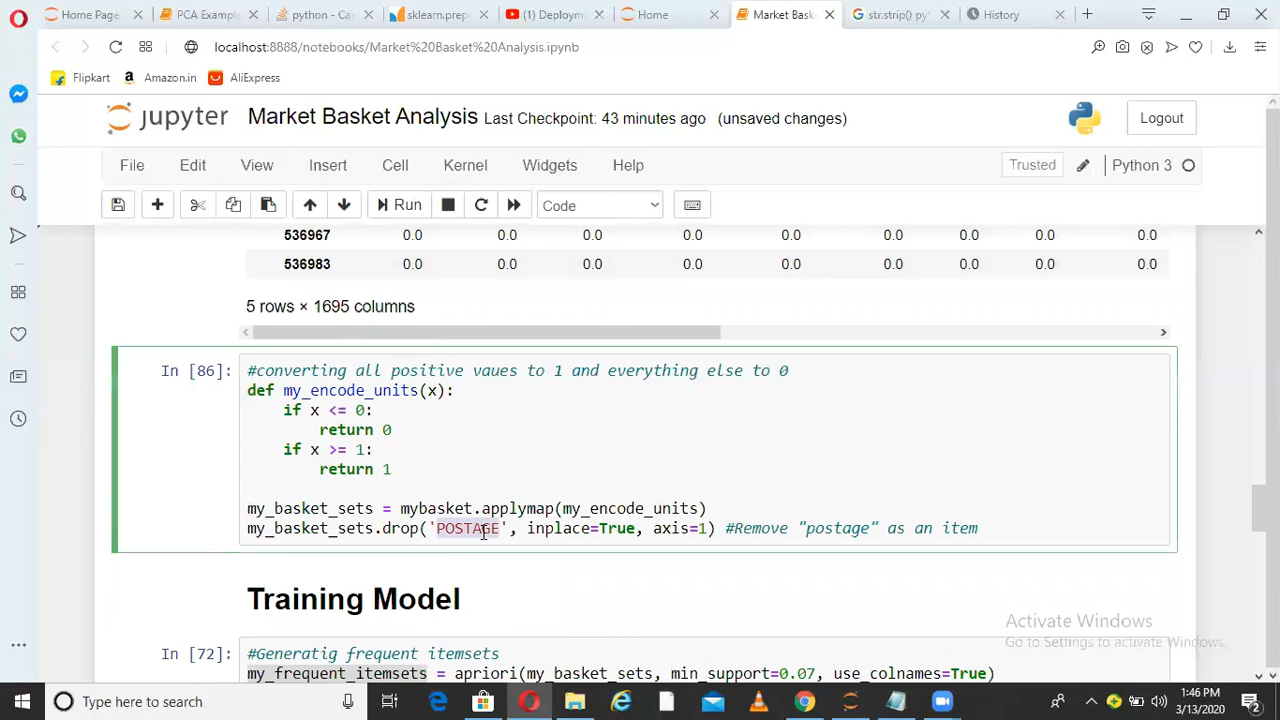 Home Page
PCA Example
python - Ca
sklearn.prep
(1) Deployme
Home
Market Bask
str.strip() py
History
localhost:8888/notebooks/Market%20Basket%20Analysis.ipynb
Flipkart
Amazon.in
AliExpress
jupyter
Market Basket Analysis Last Checkpoint: 43 minutes ago (unsaved changes)
Logout
File
Edit
View
Insert
Cell
Kernel
Widgets
Help
Trusted
Python 3
Run
Code
536967 0.0 0.0 0.0 0.0 0.0 0.0 0.0 0.0 0.0
536983 0.0 0.0 0.0 0.0 0.0 0.0 0.0 0.0 0.0
5 rows × 1695 columns
In [86]:
#converting all positive vaues to 1 and everything else to 0
def my_encode_units(x):
if x <= 0:
return 0
if x >= 1:
return 1
my_basket_sets = mybasket.applymap(my_encode_units)
my_basket_sets.drop('POSTAGE', inplace=True, axis=1) #Remove "postage" as an item
Training Model
In [72]:
#Generatig frequent itemsets
my_frequent_itemsets = apriori(my_basket_sets, min_support=0.07, use_colnames=True)
Activate Windows
Go to Settings to activate Windows.
Type here to search
1:46 PM
3/13/2020
2